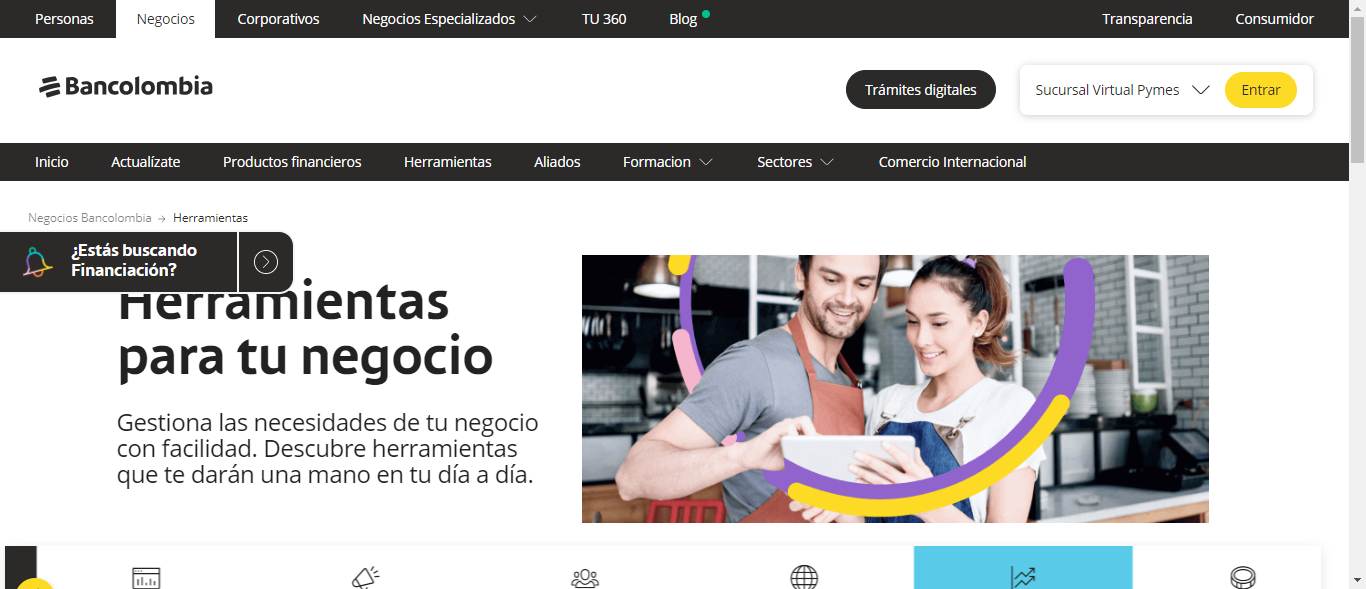 Personas Negocios Corporativos Negocios Especializados TU 360 Blog Transparencia Consumidor
Bancolombia
Trámites digitales
Sucursal Virtual Pymes
Entrar
Inicio Actualízate Productos financieros Herramientas Aliados Formacion Sectores Comercio Internacional
Negocios Bancolombia → Herramientas
¿Estás buscando
Financiación?
Herramientas
para tu negocio
Gestiona las necesidades de tu negocio
con facilidad. Descubre herramientas
que te darán una mano en tu día a día.